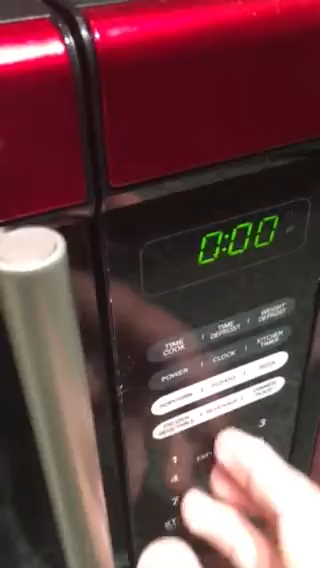 0:00
TIME COOK | TIME DEFROST | WEIGHT DEFROST
POWER | CLOCK | KITCHEN TIMER
POPCORN | POTATO | PIZZA
FROZEN VEGETABLE | BEVERAGE | DINNER PLATE
1 3
4
7